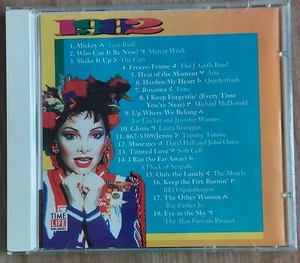 1982
1. Mickey ◁ Toni Basil
2. Who Can It Be Now? ◁ Men at Work
3. Shake It Up ▷ The Cars
4. Freeze-Frame ◁ The J. Geils Band
5. Heat of the Moment ▽ Asia
6. Harden My Heart △ Quarterflash
7. Rosanna ◁ Toto
8. I Keep Forgettin' (Every Time
You're Near) ▷ Michael McDonald
9. Up Where We Belong △
Joe Cocker and Jennifer Warnes
10. Gloria ◁ Laura Branigan
11. 867-5309/Jenny ▷ Tommy Tutone
12. Maneater △ Daryl Hall and John Oates
13. Tainted Love ▽ Soft Cell
14. I Ran (So Far Away) △
A Flock of Seagulls
15. Only the Lonely ◁ The Motels
16. Keep the Fire Burnin' ▷
REO Speedwagon
17. The Other Woman △
Ray Parker Jr.
18. Eye in the Sky ▽
The Alan Parsons Project
TIME
LIFE